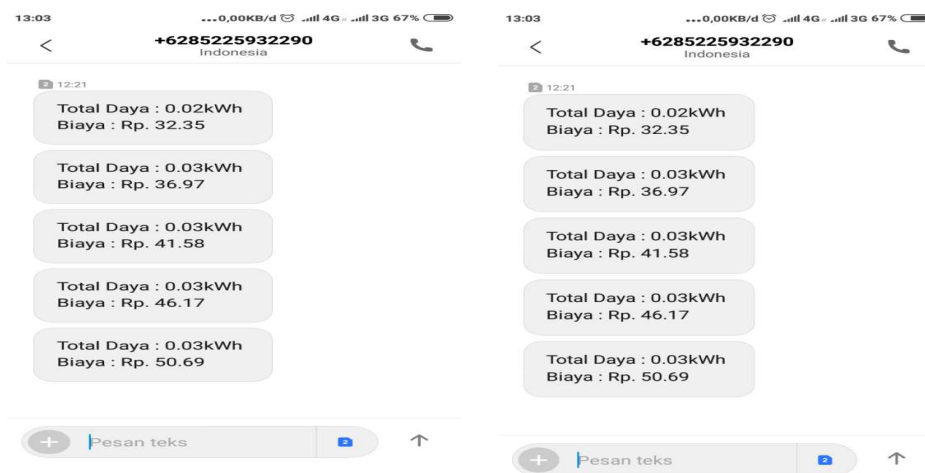 13:03
...0,00KB/d 4G 3G 67%
+6285225932290
Indonesia
2 12:21
Total Daya : 0.02kWh
Biaya : Rp. 32.35
Total Daya : 0.03kWh
Biaya : Rp. 36.97
Total Daya : 0.03kWh
Biaya : Rp. 41.58
Total Daya : 0.03kWh
Biaya : Rp. 46.17
Total Daya : 0.03kWh
Biaya : Rp. 50.69
Pesan teks
2
13:03
...0,00KB/d 4G 3G 67%
+6285225932290
Indonesia
2 12:21
Total Daya : 0.02kWh
Biaya : Rp. 32.35
Total Daya : 0.03kWh
Biaya : Rp. 36.97
Total Daya : 0.03kWh
Biaya : Rp. 41.58
Total Daya : 0.03kWh
Biaya : Rp. 46.17
Total Daya : 0.03kWh
Biaya : Rp. 50.69
Pesan teks
2